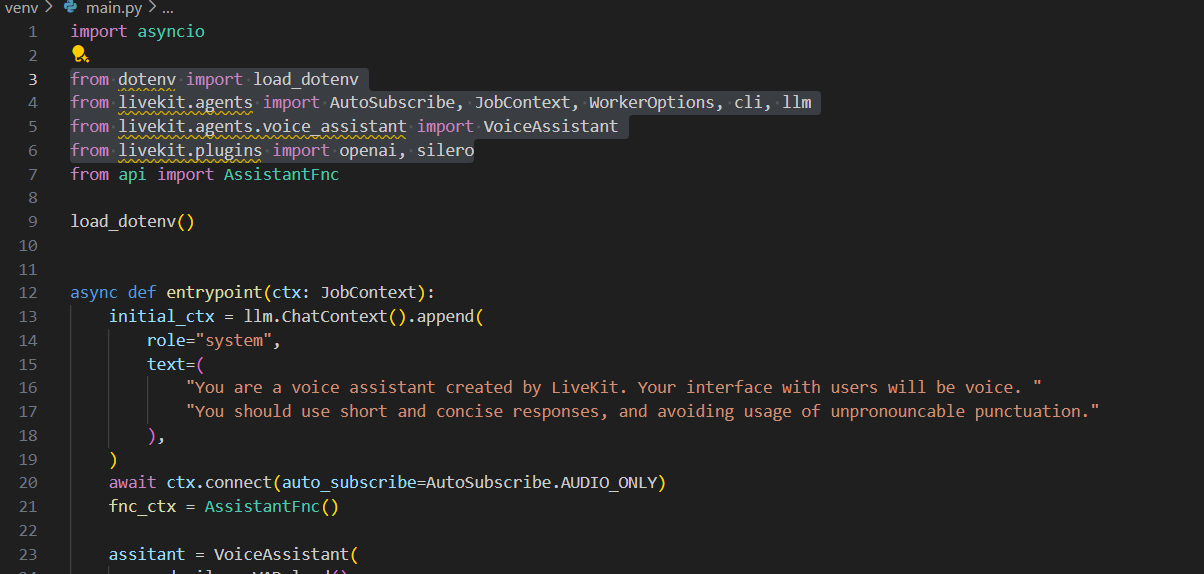 venv > main.py > ...
1 import asyncio
2
3 from dotenv import load_dotenv
4 from livekit.agents import AutoSubscribe, JobContext, WorkerOptions, cli, llm
5 from livekit.agents.voice_assistant import VoiceAssistant
6 from livekit.plugins import openai, silero
7 from api import AssistantFnc
8
9 load_dotenv()
10
11
12 async def entrypoint(ctx: JobContext):
13     initial_ctx = llm.ChatContext().append(
14         role="system",
15         text=(
16             "You are a voice assistant created by LiveKit. Your interface with users will be voice. "
17             "You should use short and concise responses, and avoiding usage of unpronouncable punctuation."
18         ),
19     )
20     await ctx.connect(auto_subscribe=AutoSubscribe.AUDIO_ONLY)
21     fnc_ctx = AssistantFnc()
22
23     assitant = VoiceAssistant(